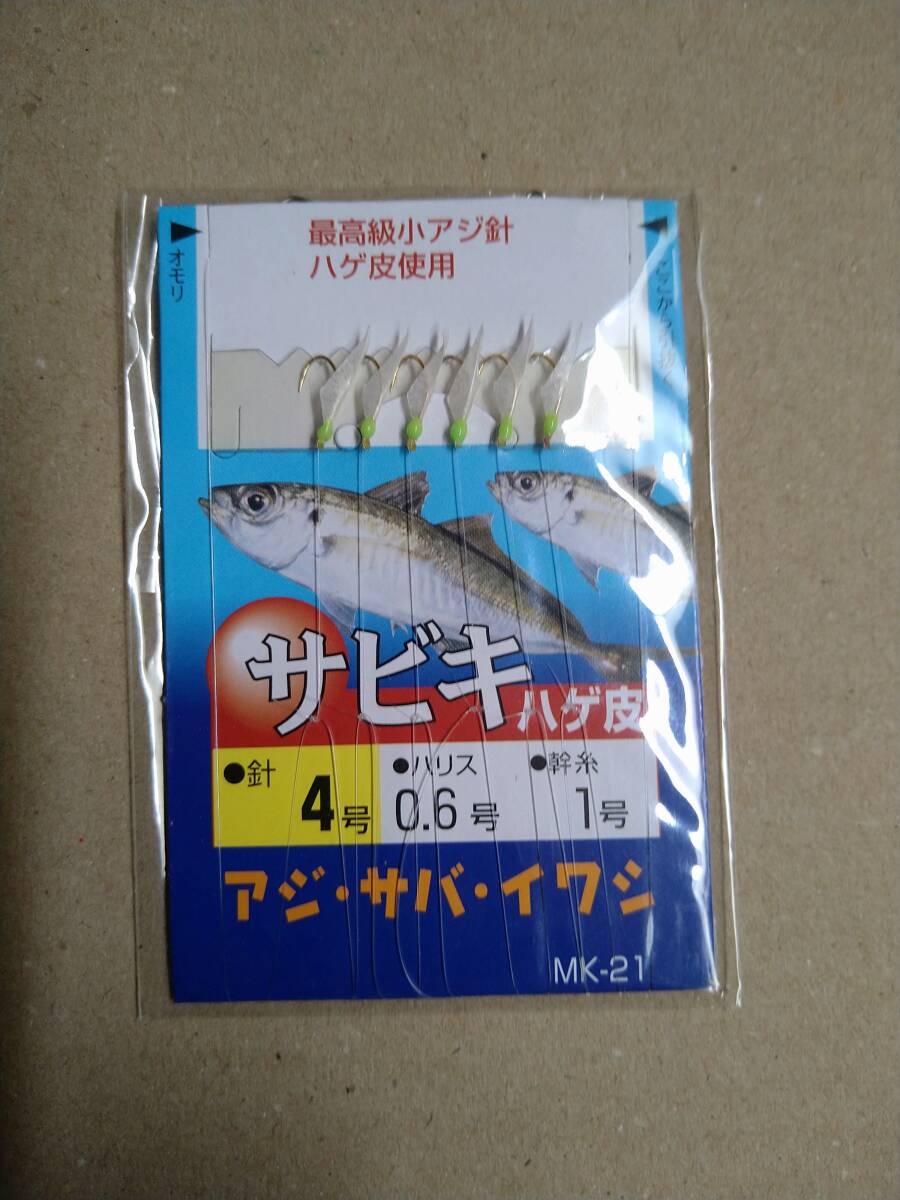 最高級小アジ針
ハゲ皮使用
オモリ
サビキ
ハゲ皮
●針
4号
●ハリス
0.6号
●幹糸
1号
アジ・サバ・イワシ
MK-21